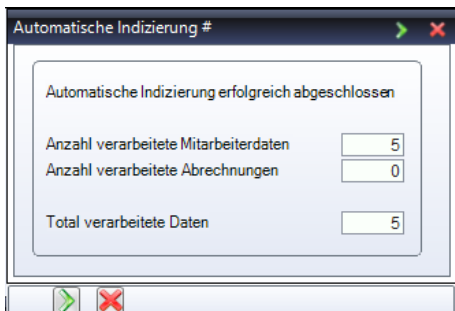 Automatische Indizierung #
Automatische Indizierung erfolgreich abgeschlossen
Anzahl verarbeitete Mitarbeiterdaten 5
Anzahl verarbeitete Abrechnungen 0
Total verarbeitete Daten 5